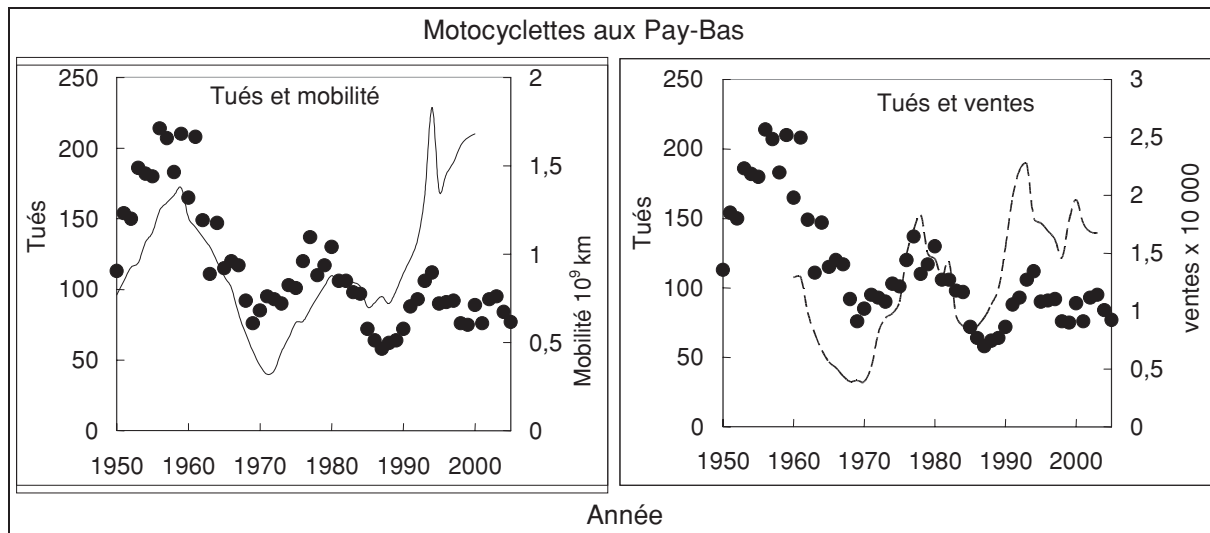 Motocyclettes aux Pay-Bas
Tués et mobilité
Tués
250
200
150
100
50
0
2
1,5
1
0,5
0
Mobilité 10⁹ km
1950 1960 1970 1980 1990 2000
Tués et ventes
Tués
250
200
150
100
50
0
3
2,5
2
1,5
1
0,5
0
ventes x 10 000
1950 1960 1970 1980 1990 2000
Année